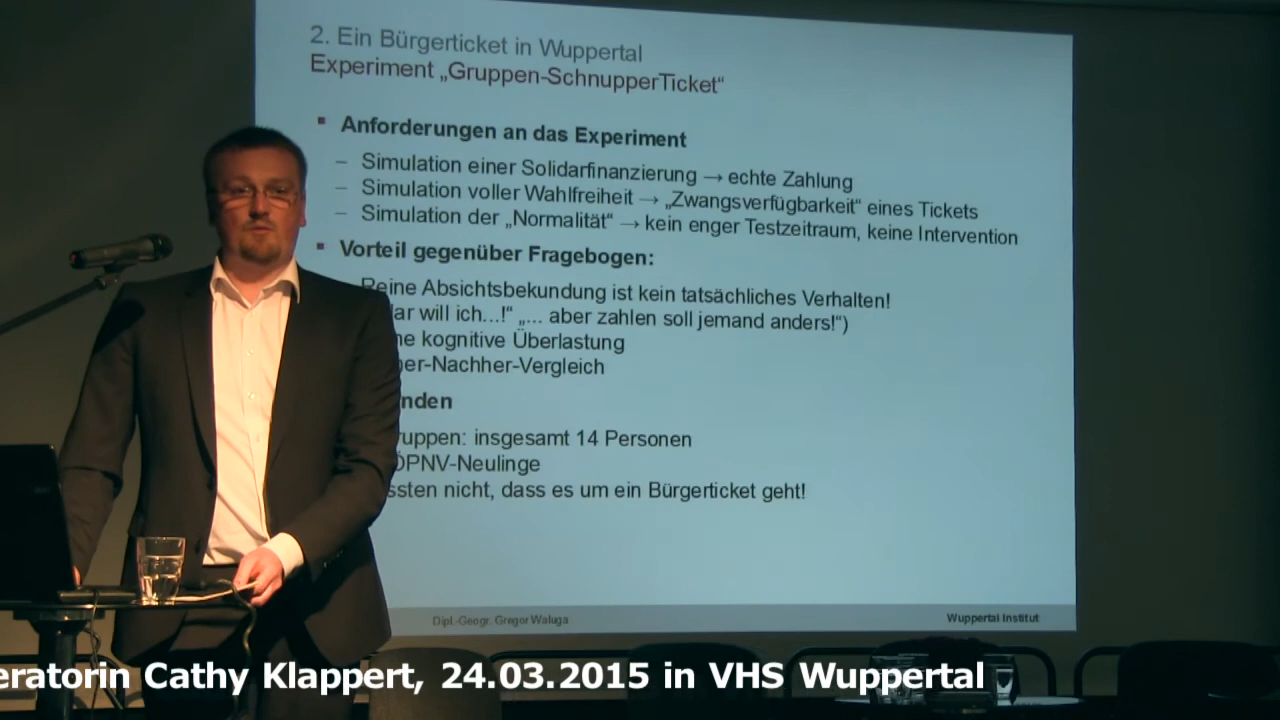 2. Ein Bürgerticket in Wuppertal
Experiment „Gruppen-SchnupperTicket“
▪ Anforderungen an das Experiment
– Simulation einer Solidarfinanzierung → echte Zahlung
– Simulation voller Wahlfreiheit → „Zwangsverfügbarkeit“ eines Tickets
– Simulation der „Normalität“ → kein enger Testzeitraum, keine Intervention
▪ Vorteil gegenüber Fragebogen:
Reine Absichtsbekundung ist kein tatsächliches Verhalten!
lar will ich...!“ „... aber zahlen soll jemand anders!“)
ne kognitive Überlastung
her-Nachher-Vergleich
nden
ruppen: insgesamt 14 Personen
ÖPNV-Neulinge
ssten nicht, dass es um ein Bürgerticket geht!
Dipl.-Geogr. Gregor Waluga
Wuppertal Institut
eratorin Cathy Klappert, 24.03.2015 in VHS Wuppertal